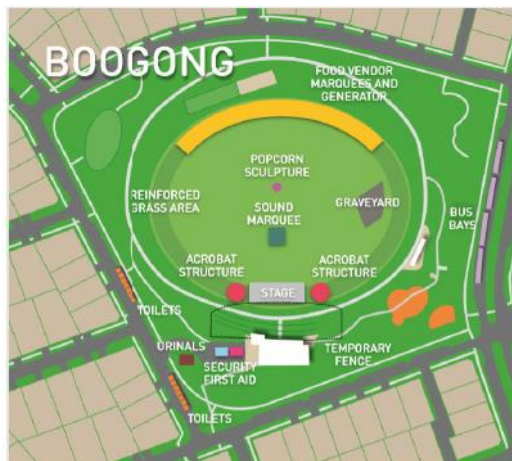 BOOGONG
FOOD VENDOR
MARQUEES AND
GENERATOR
POPCORN
SCULPTURE
REINFORCED
GRASS AREA
SOUND
MARQUEE
GRAVEYARD
BUS
BAYS
ACROBAT
STRUCTURE
STAGE
ACROBAT
STRUCTURE
TOILETS
URINALS
SECURITY
FIRST AID
TEMPORARY
FENCE
TOILETS